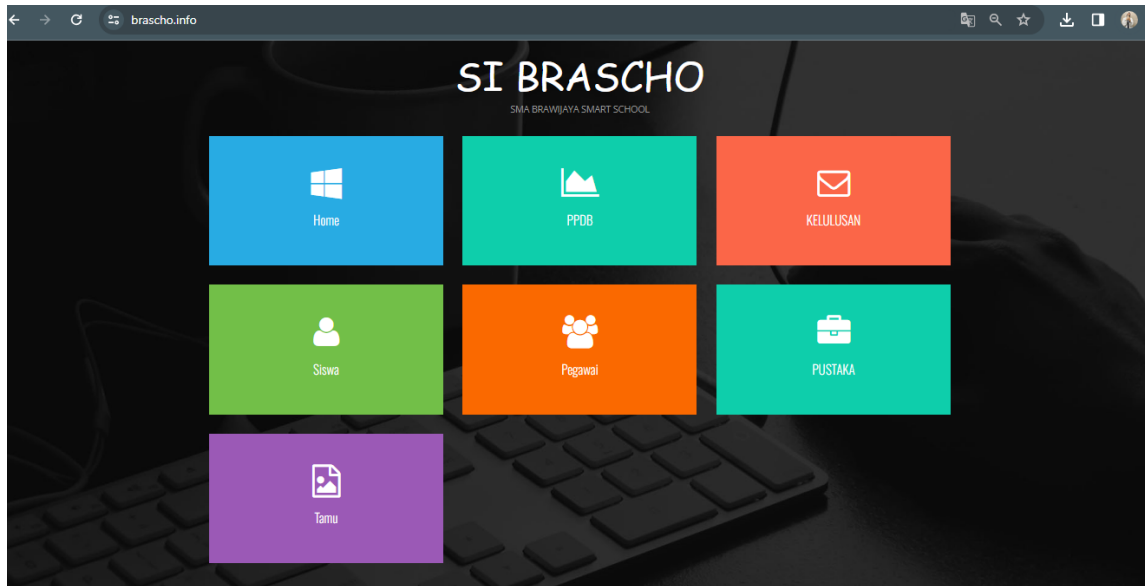 brascho.info
SI BRASCHO
SMA BRAWIJAYA SMART SCHOOL
Home
PPDB
KELULUSAN
Siswa
Pegawai
PUSTAKA
Tamu